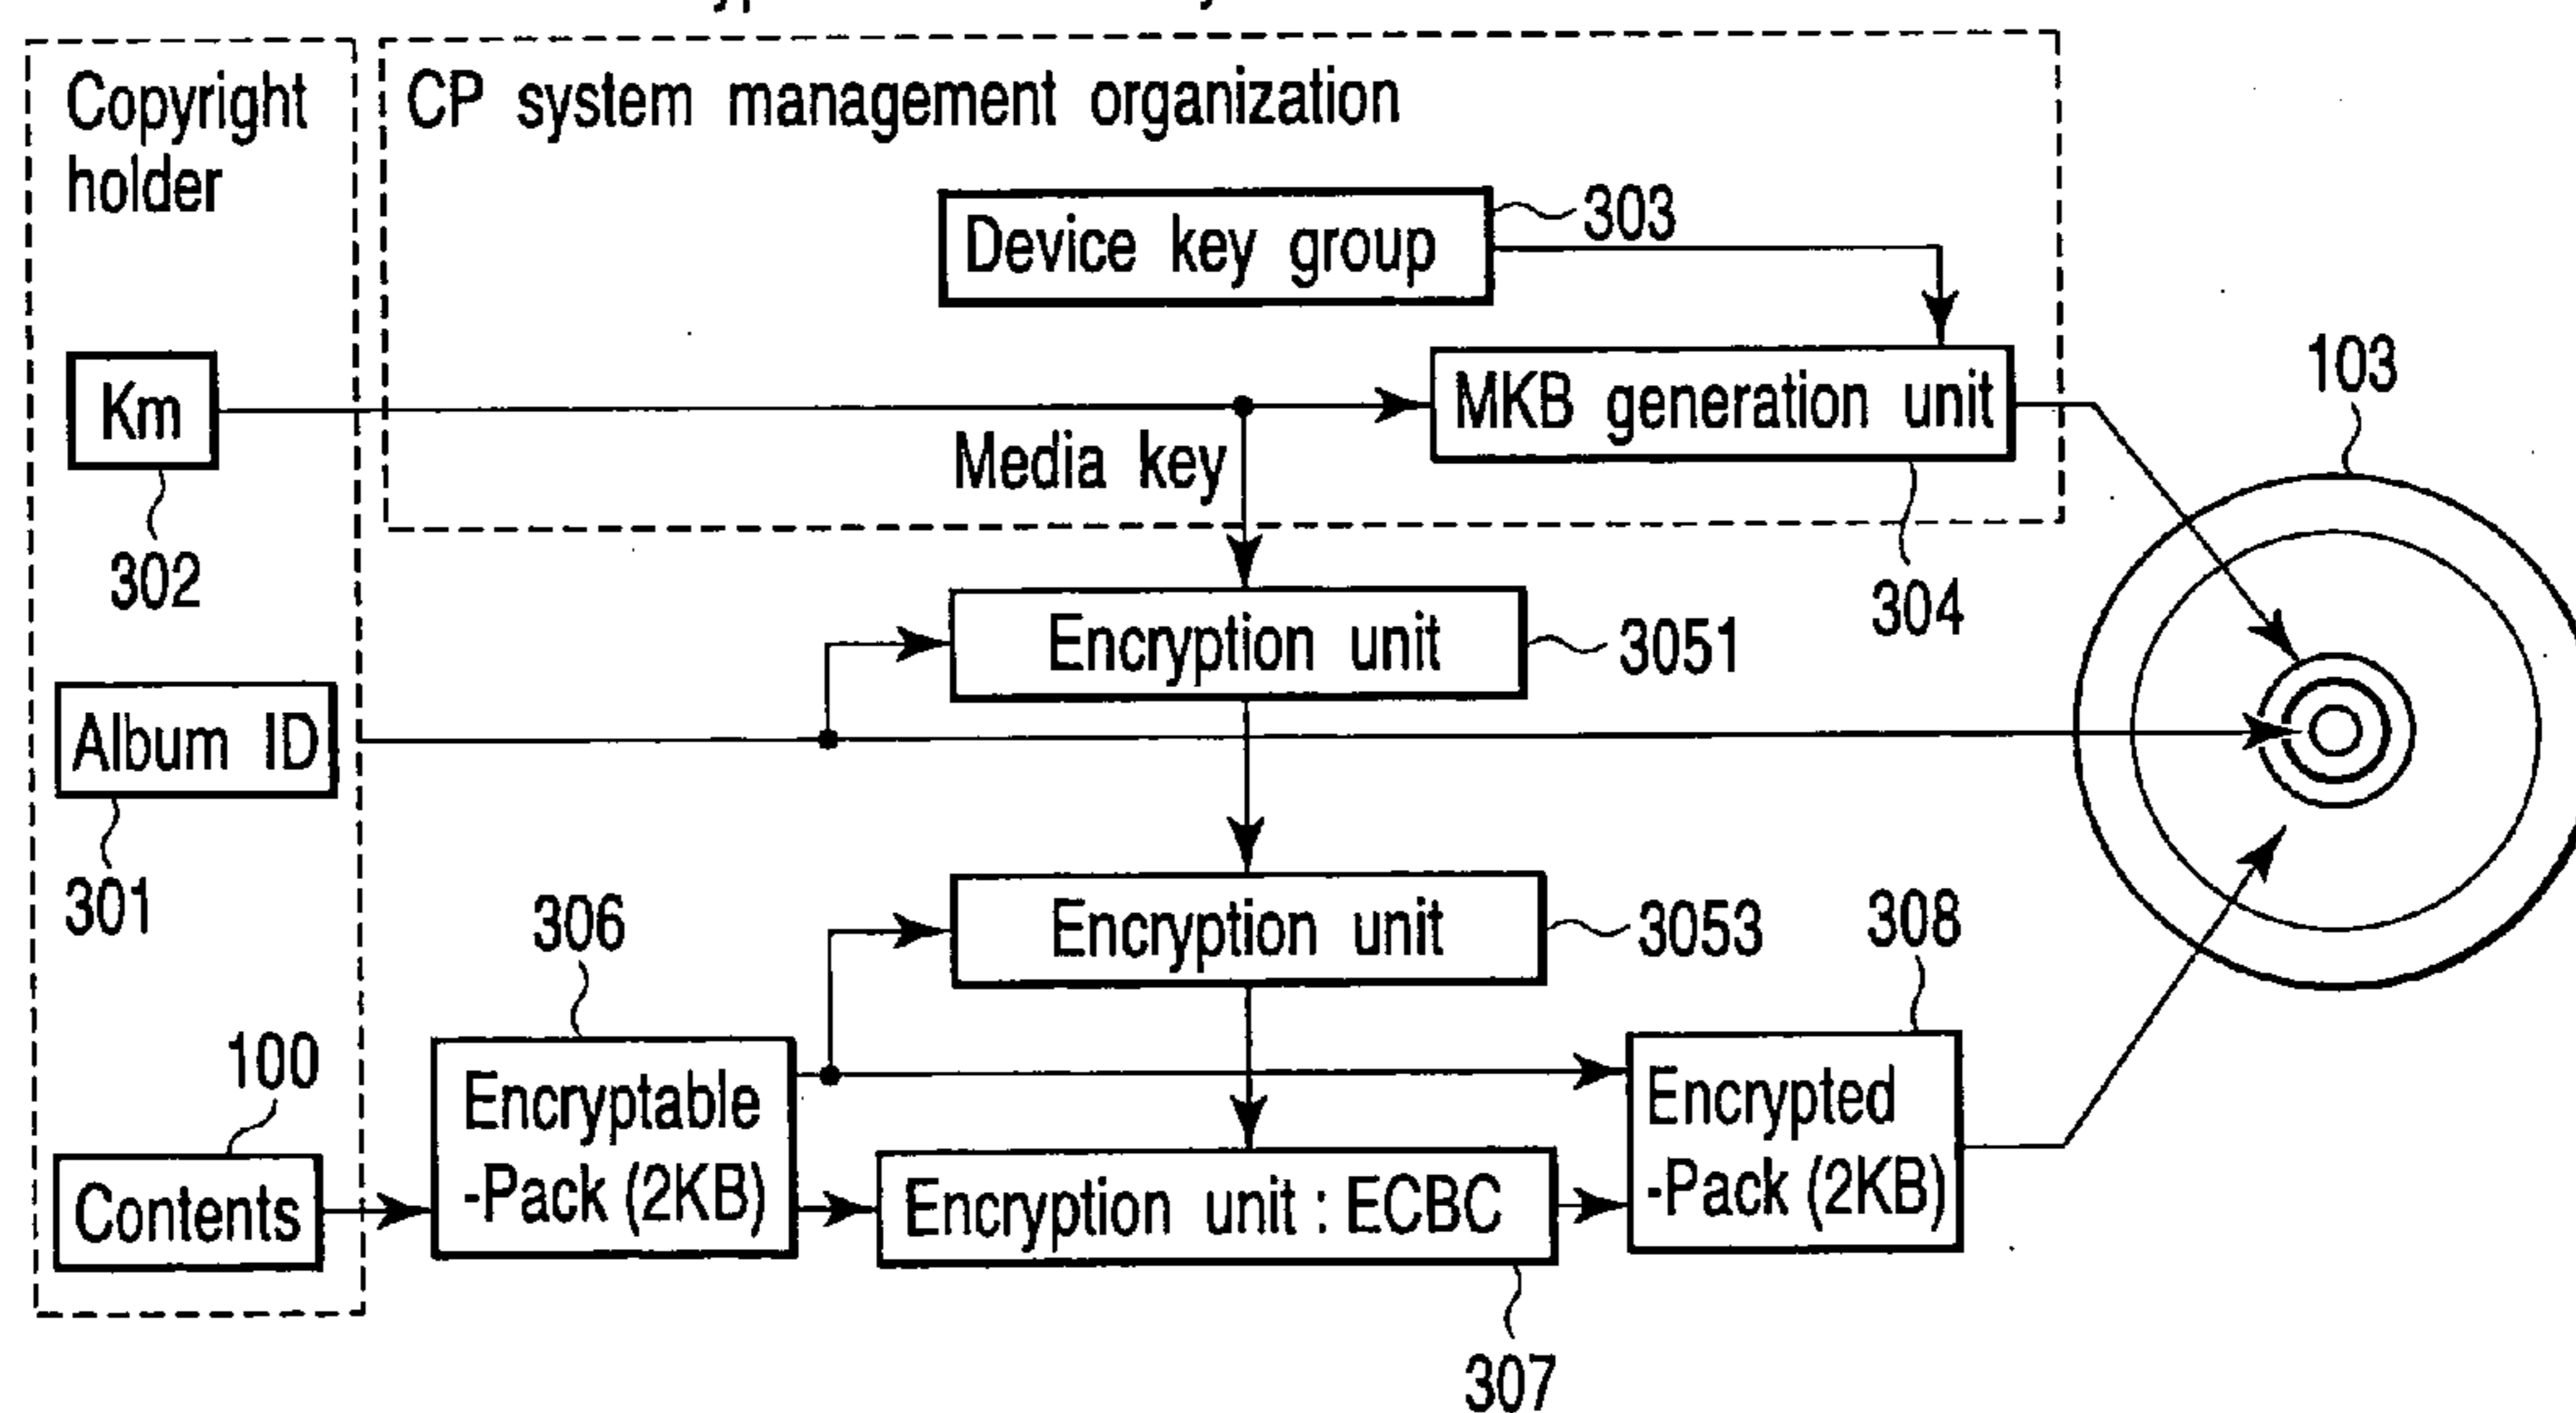 Copyright
holder
CP system management organization
Device key group
303
Km
302
Media key
MKB generation unit
304
103
Encryption unit
3051
Album ID
301
306
Encryption unit
3053
308
100
Contents
Encryptable
-Pack (2KB)
Encryption unit : ECBC
307
Encrypted
-Pack (2KB)